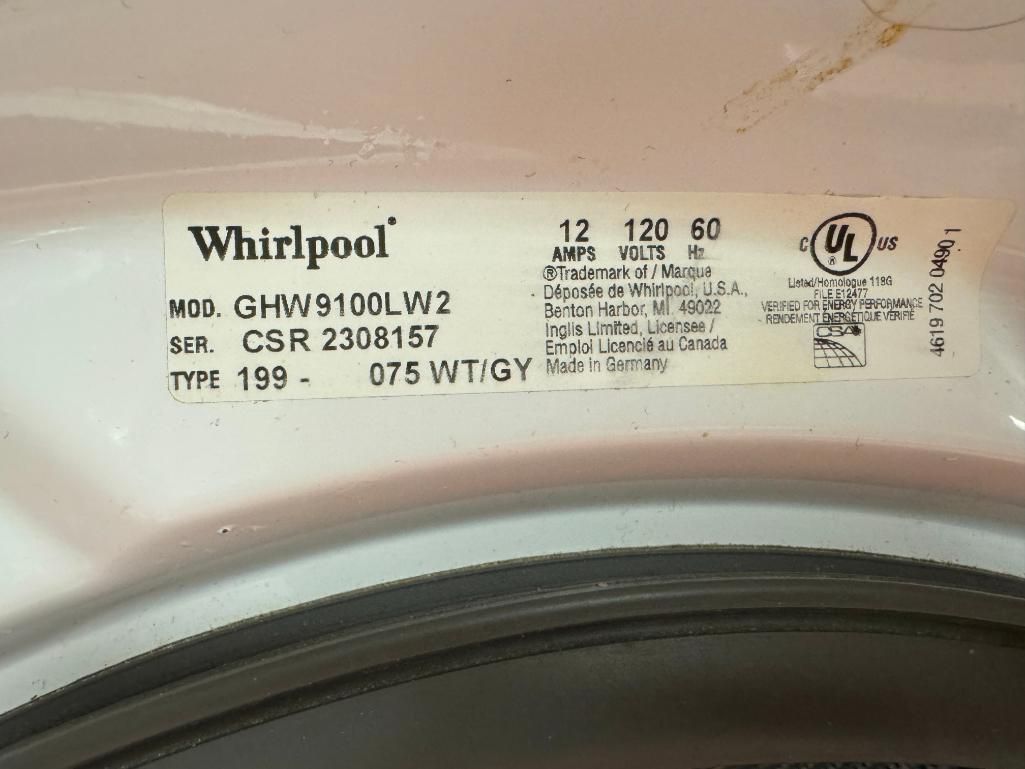 Whirlpool®
MOD. GHW9100LW2
SER. CSR 2308157
TYPE 199 - 075 WT/GY
12 120 60
AMPS VOLTS Hz
®Trademark of / Marque
Déposée de Whirlpool, U.S.A.,
Benton Harbor, MI. 49022
Inglis Limited, Licensee /
Emploi Licencié au Canada
Made in Germany
C UL ® US
Listed/Homologue 118G
FILE E12477
VERIFIED FOR ENERGY PERFORMANCE
RENDEMENT ÉNERGÉTIQUE VÉRIFIÉ
CSA
4619 702 04901